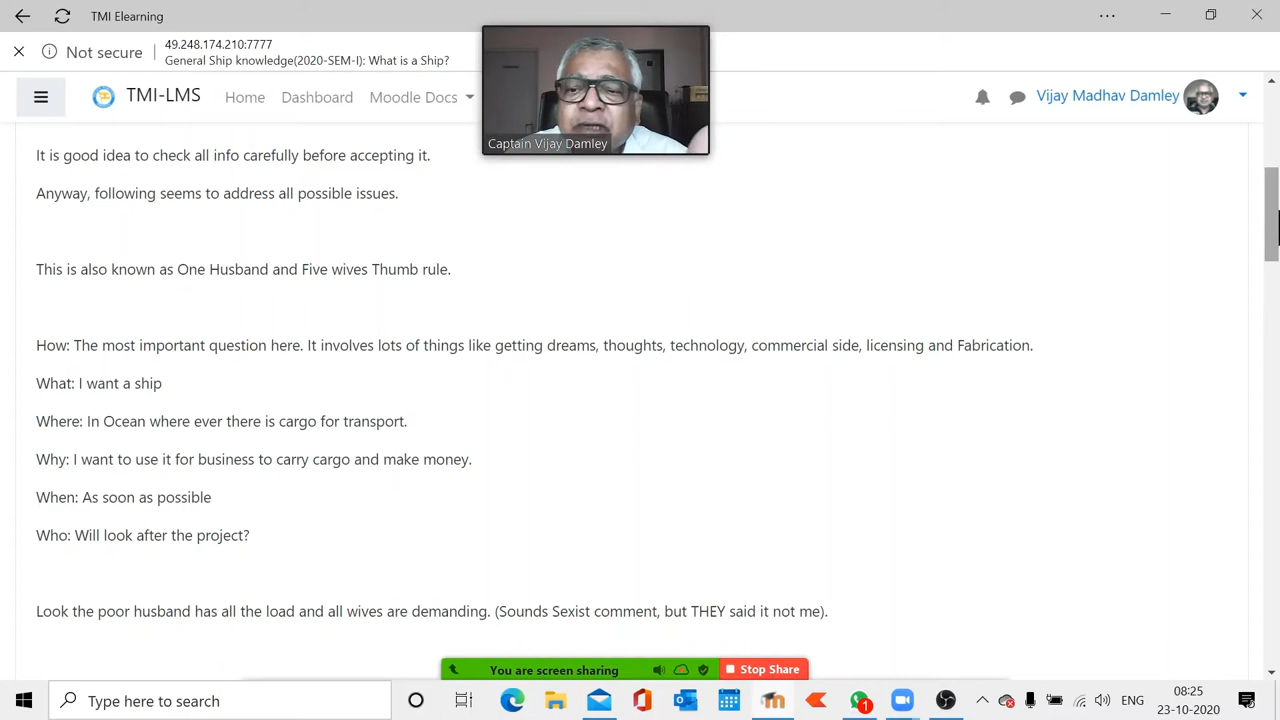 TMI Elearning
Not secure
49.248.174.210:7777
General Ship knowledge(2020-SEM-I): What is a Ship?
TMI-LMS
Home
Dashboard
Moodle Docs
Captain Vijay Damley
Vijay Madhav Damley
It is good idea to check all info carefully before accepting it.
Anyway, following seems to address all possible issues.
This is also known as One Husband and Five wives Thumb rule.
How: The most important question here. It involves lots of things like getting dreams, thoughts, technology, commercial side, licensing and Fabrication.
What: I want a ship
Where: In Ocean where ever there is cargo for transport.
Why: I want to use it for business to carry cargo and make money.
When: As soon as possible
Who: Will look after the project?
Look the poor husband has all the load and all wives are demanding. (Sounds Sexist comment, but THEY said it not me).
You are screen sharing
Stop Share
Type here to search
1
ENG
08:25
23-10-2020